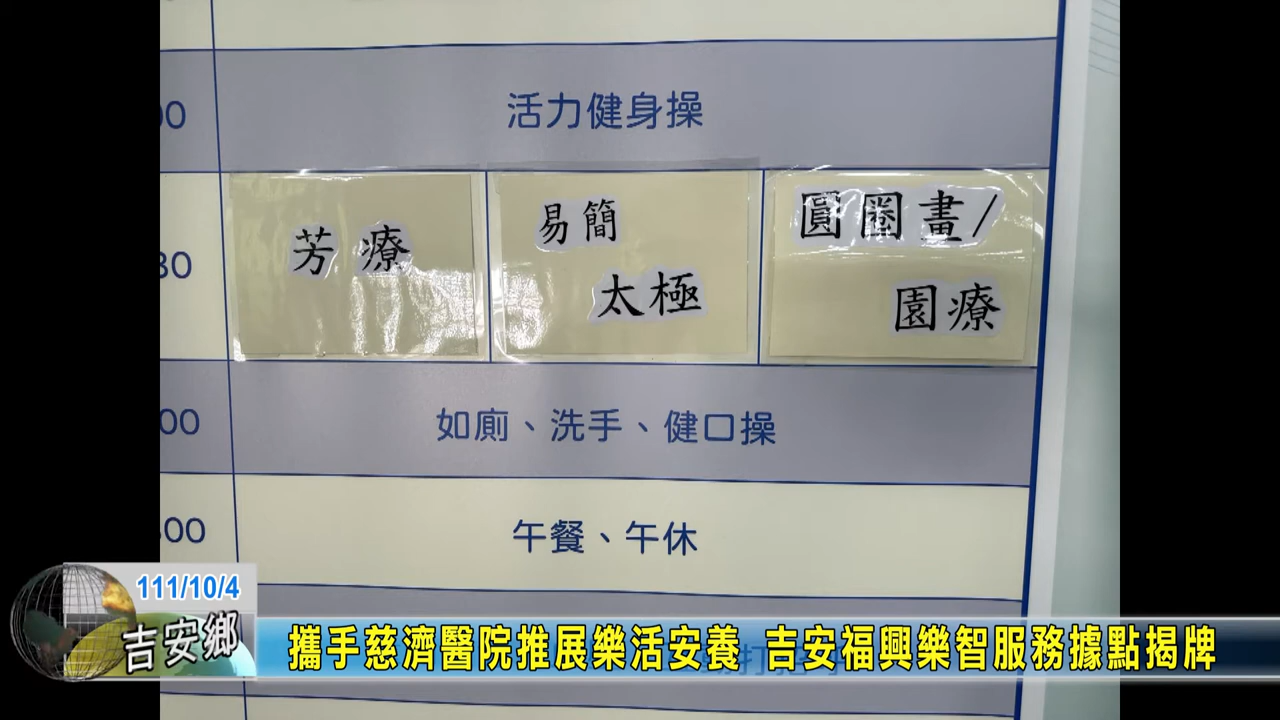 00
活力健身操
30
芳療
易簡
太極
圓圈畫/
園療
00
如廁、洗手、健口操
00
午餐、午休
111/10/4
吉安鄉
攜手慈濟醫院推展樂活安養 吉安福興樂智服務據點揭牌